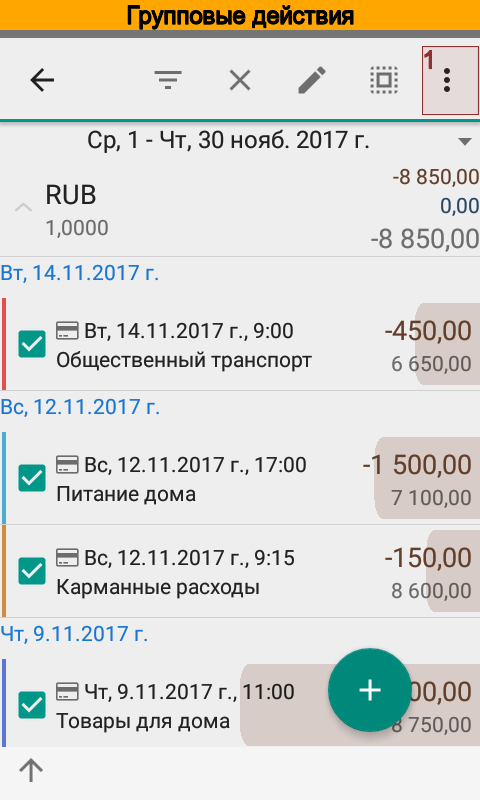 Групповые действия
1
Ср, 1 - Чт, 30 нояб. 2017 г.
RUB
-8 850,00
1,0000
0,00
-8 850,00
Вт, 14.11.2017 г.
Вт, 14.11.2017 г., 9:00
-450,00
Общественный транспорт
6 650,00
Вс, 12.11.2017 г.
Вс, 12.11.2017 г., 17:00
-1 500,00
Питание дома
7 100,00
Вс, 12.11.2017 г., 9:15
-150,00
Карманные расходы
8 600,00
Чт, 9.11.2017 г.
Чт, 9.11.2017 г., 11:00
00,00
Товары для дома
8 750,00